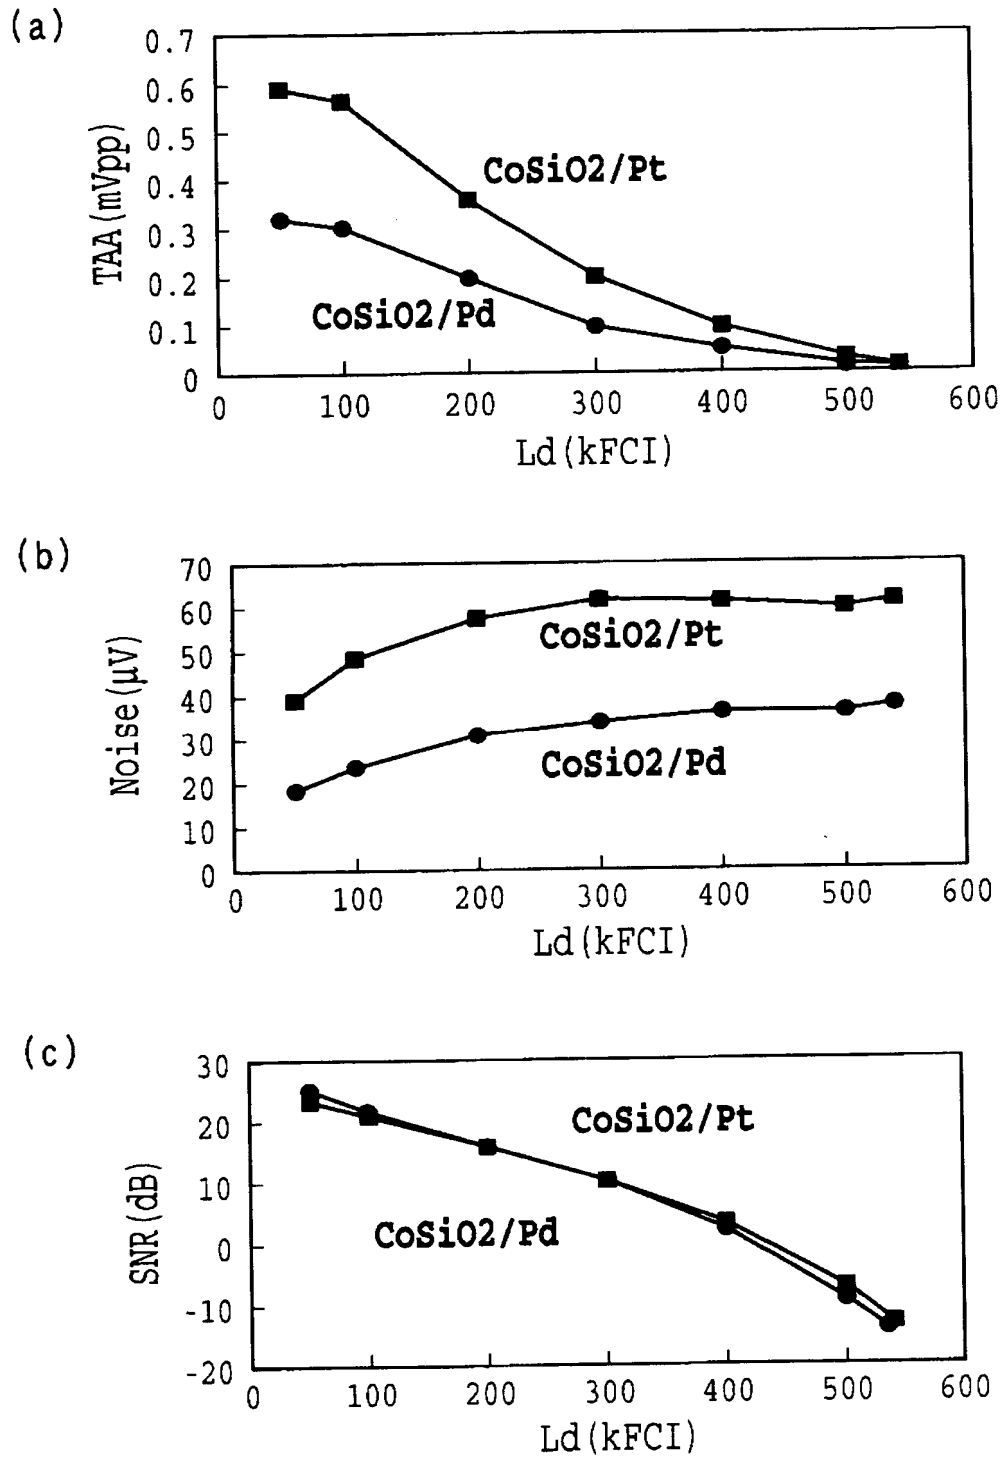 (a)
0.7
0.6
0.5
0.4
0.3
0.2
0.1
0
TAA(mVpp)
CoSiO2/Pt
CoSiO2/Pd
0 100 200 300 400 500 600
Ld(kFCI)
(b)
70
60
50
40
30
20
10
0
Noise(μV)
CoSiO2/Pt
CoSiO2/Pd
0 100 200 300 400 500 600
Ld(kFCI)
(c)
30
20
10
0
-10
-20
SNR(dB)
CoSiO2/Pt
CoSiO2/Pd
0 100 200 300 400 500 600
Ld(kFCI)